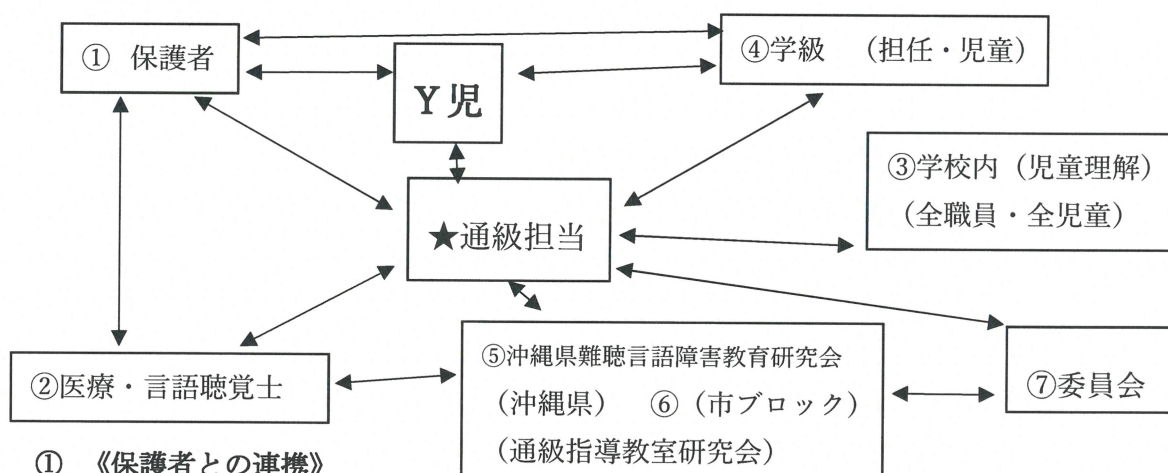 ① 保護者
④学級 （担任・児童）
Y児
③学校内（児童理解）
（全職員・全児童）
★通級担当
⑤沖縄県難聴言語障害教育研究会
（沖縄県） ⑥（市ブロック）
（通級指導教室研究会）
②医療・言語聴覚士
⑦委員会
① 《保護者との連携》